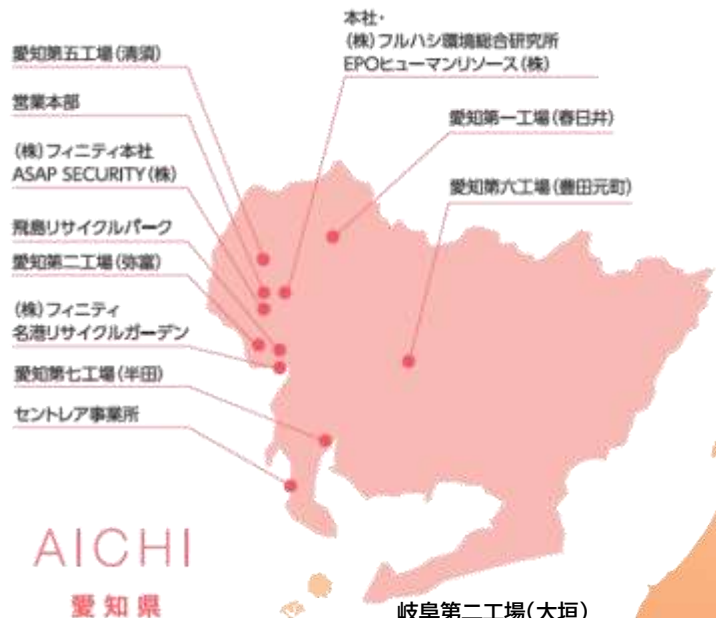 本社・
(株)フルハシ環境総合研究所
EPOヒューマンリソース(株)
愛知第五工場(清須)
営業本部
(株)フィニティ本社
ASAP SECURITY(株)
飛島リサイクルパーク
愛知第二工場(弥富)
(株)フィニティ
名港リサイクルガーデン
愛知第七工場(半田)
セントレア事業所
愛知第一工場(春日井)
愛知第六工場(豊田元町)
AICHI
愛知県
岐阜第二工場(大垣)